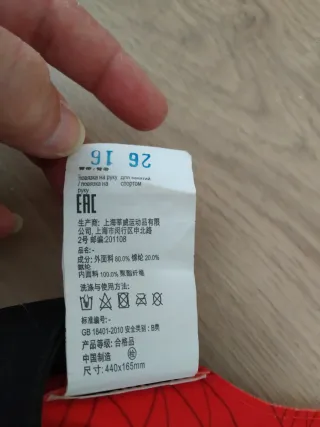 26 16
для занятий
спортом
EAC
生产商: 上海莘威运动品有限
公司, 上海市闵行区中北路
2号 邮编:201108
品名:-
成分: 外面料 80.0% 棉纶 20.0%
氨纶
内面料 100.0% 聚酯纤维
洗涤与使用方法:
标准编号:-
GB 18401-2010 安全类别: B类
产品等级: 合格品
中国制造 检
尺寸: 440x165mm